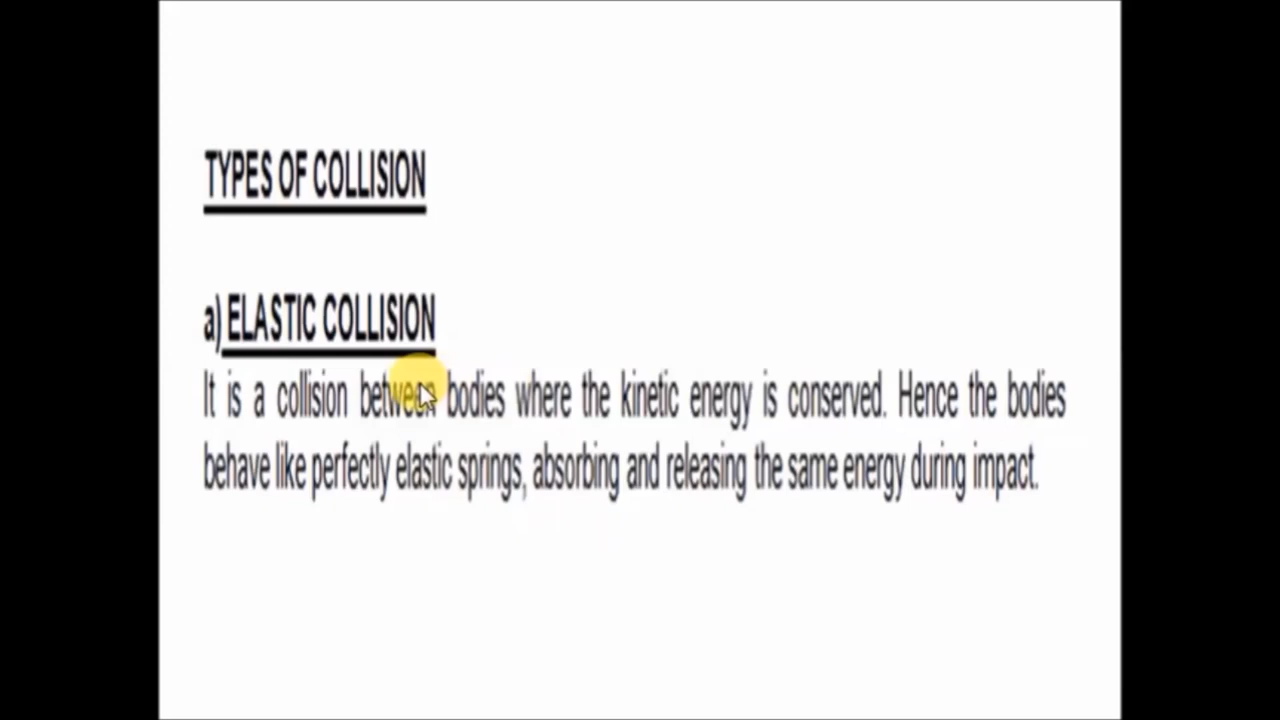 TYPES OF COLLISION
a) ELASTIC COLLISION
It is a collision between bodies where the kinetic energy is conserved. Hence the bodies
behave like perfectly elastic springs, absorbing and releasing the same energy during impact.